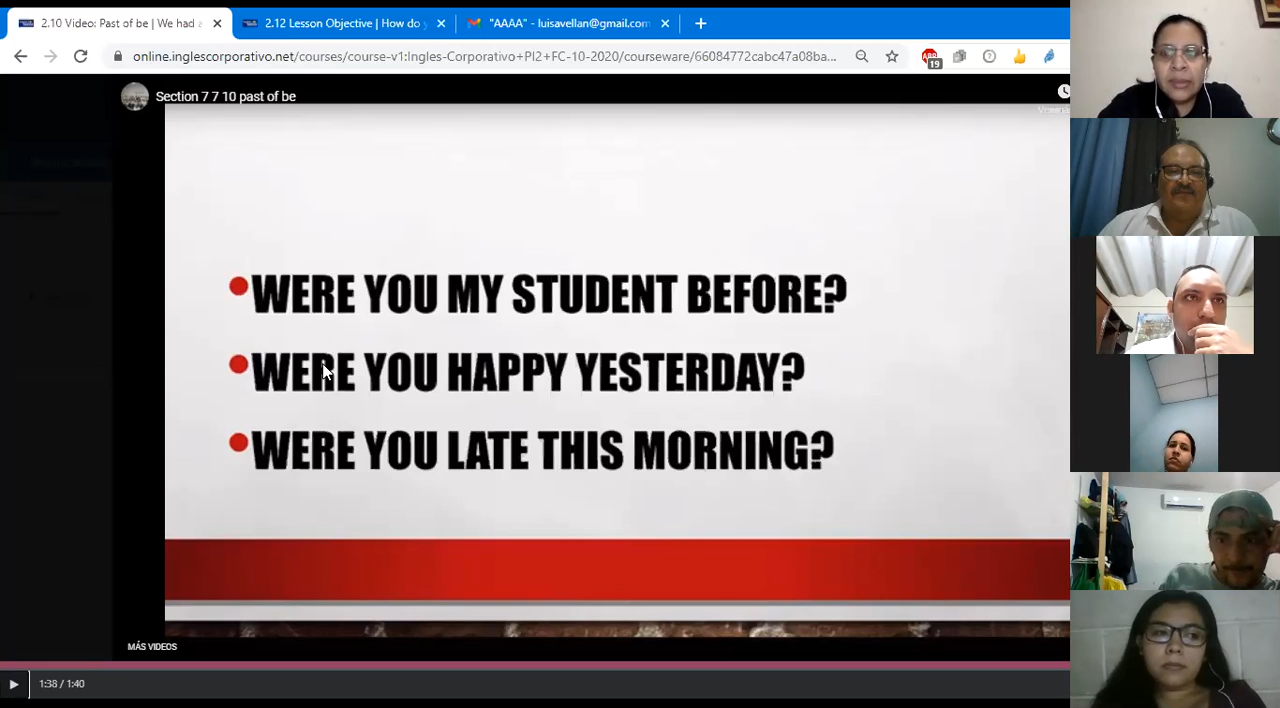 2.10 Video: Past of be | We had a
2.12 Lesson Objective | How do y
"AAAA" - luisavellan@gmail.com
online.inglescorporativo.net/courses/course-v1:Ingles-Corporativo+PI2+FC-10-2020/courseware/66084772cabc47a08ba...
19
Section 7 7 10 past of be
•WERE YOU MY STUDENT BEFORE?
•WERE YOU HAPPY YESTERDAY?
•WERE YOU LATE THIS MORNING?
MÁS VIDEOS
1:38 / 1:40